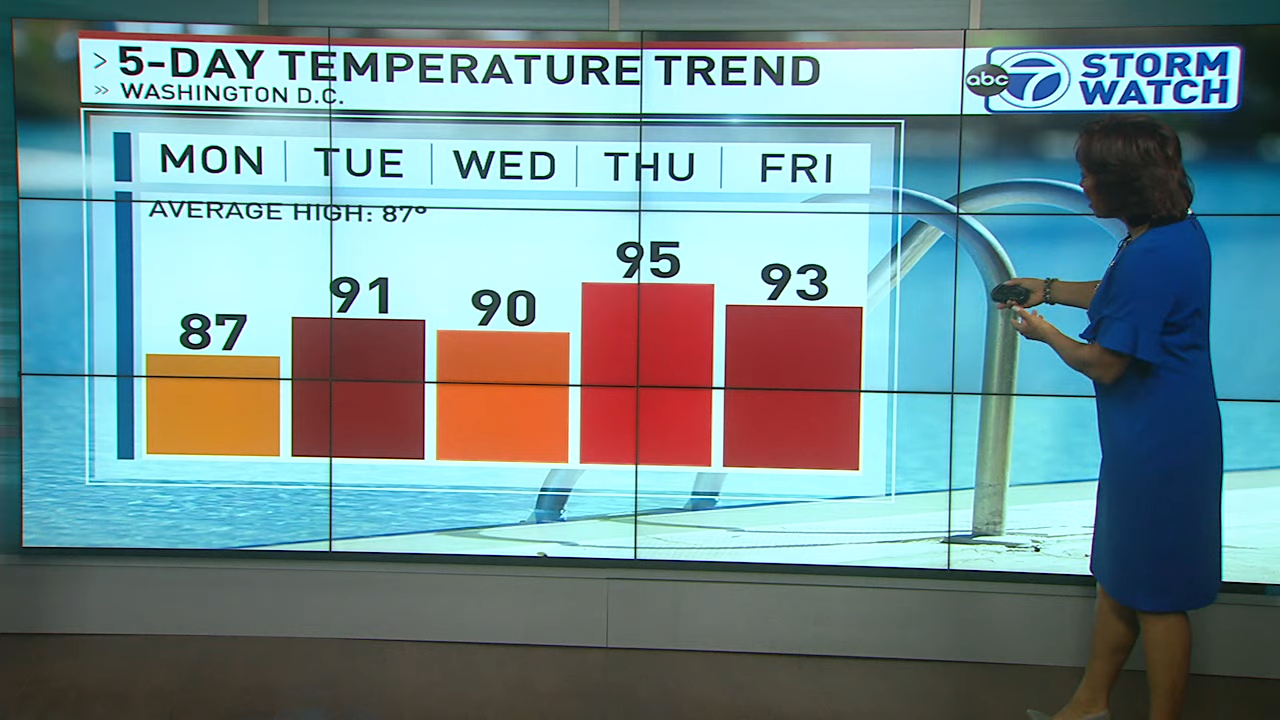 > 5-DAY TEMPERATURE TREND
» WASHINGTON D.C.
abc 7 STORM
WATCH
MON TUE WED THU FRI
AVERAGE HIGH: 87°
87 91 90 95 93